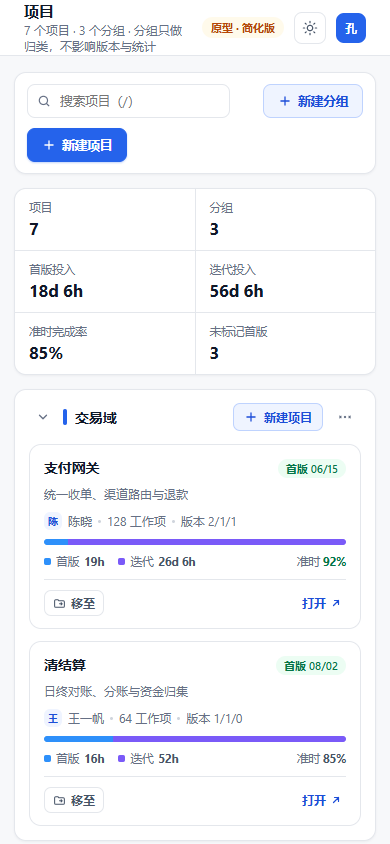 项目
7 个项目 · 3 个分组 · 分组只做
归类，不影响版本与统计
原型 · 简化版
孔
搜索项目（/）
+ 新建分组
+ 新建项目
项目
7
分组
3
首版投入
18d 6h
迭代投入
56d 6h
准时完成率
85%
未标记首版
3
交易域
+ 新建项目
支付网关
首版 06/15
统一收单、渠道路由与退款
陈 陈晓 • 128 工作项 • 版本 2/1/1
首版 19h 迭代 26d 6h 准时 92%
移至
打开
清结算
首版 08/02
日终对账、分账与资金归集
王 王一帆 • 64 工作项 • 版本 1/1/0
首版 16h 迭代 52h 准时 85%
移至
打开